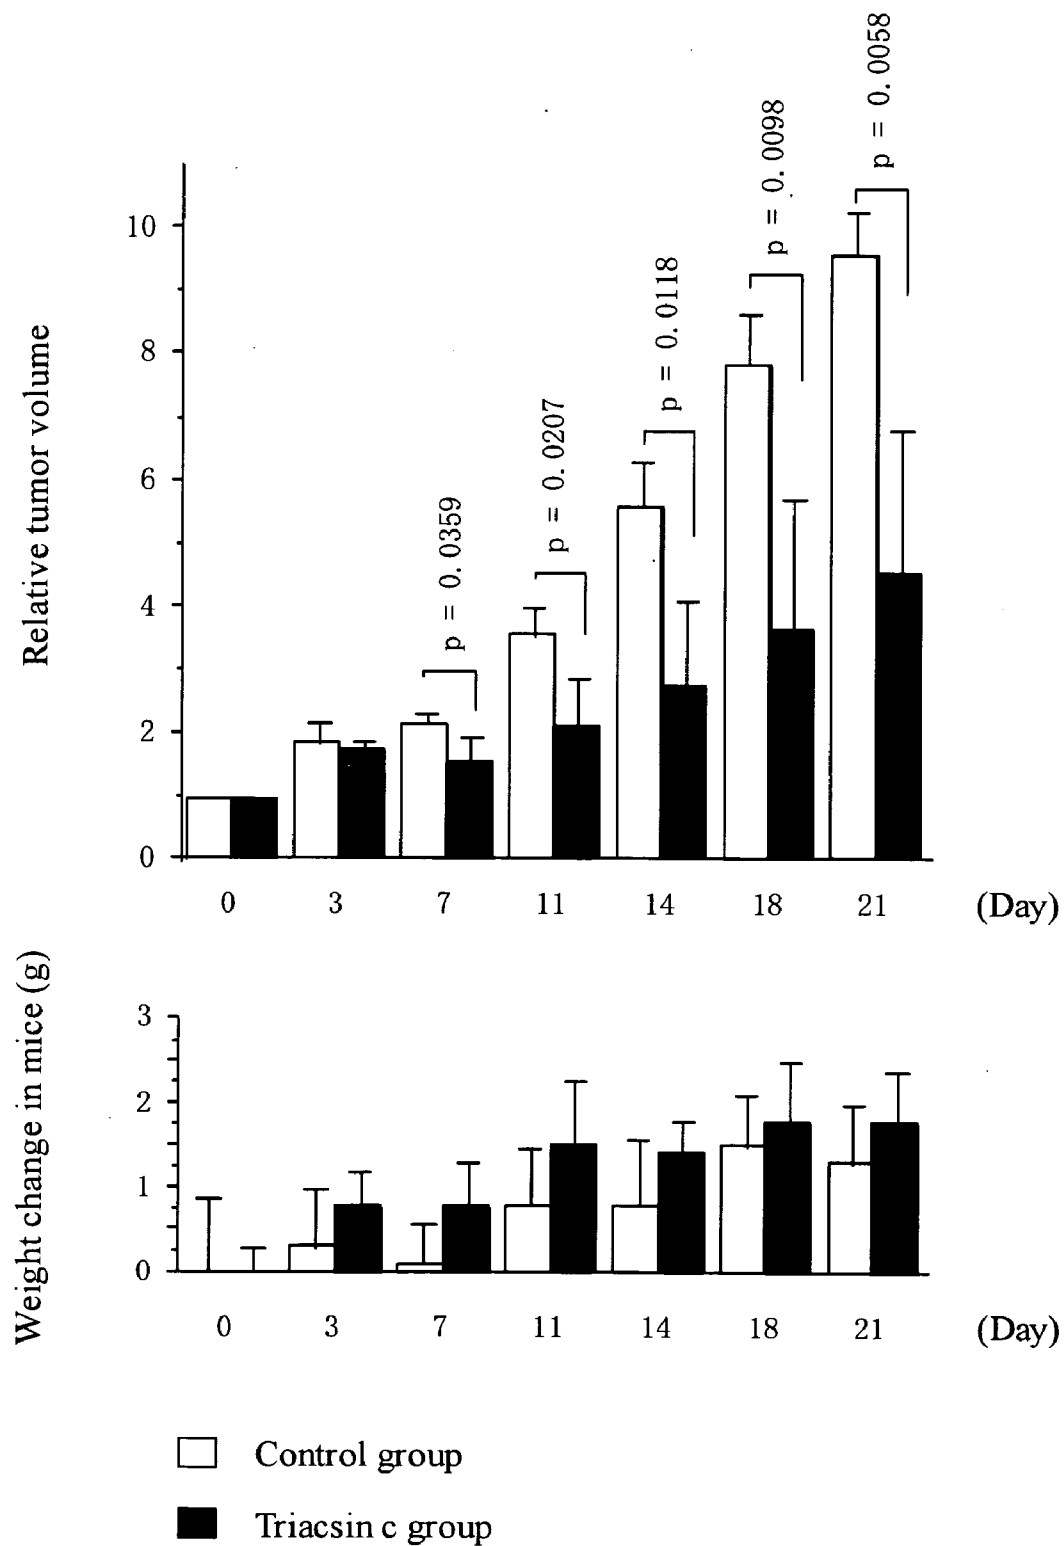 p = 0.0058
p = 0.0098
p = 0.0118
p = 0.0207
p = 0.0359
Relative tumor volume
10
8
6
4
2
0
0 3 7 11 14 18 21 (Day)
Weight change in mice (g)
3
2
1
0
0 3 7 11 14 18 21 (Day)
Control group
Triacsin c group